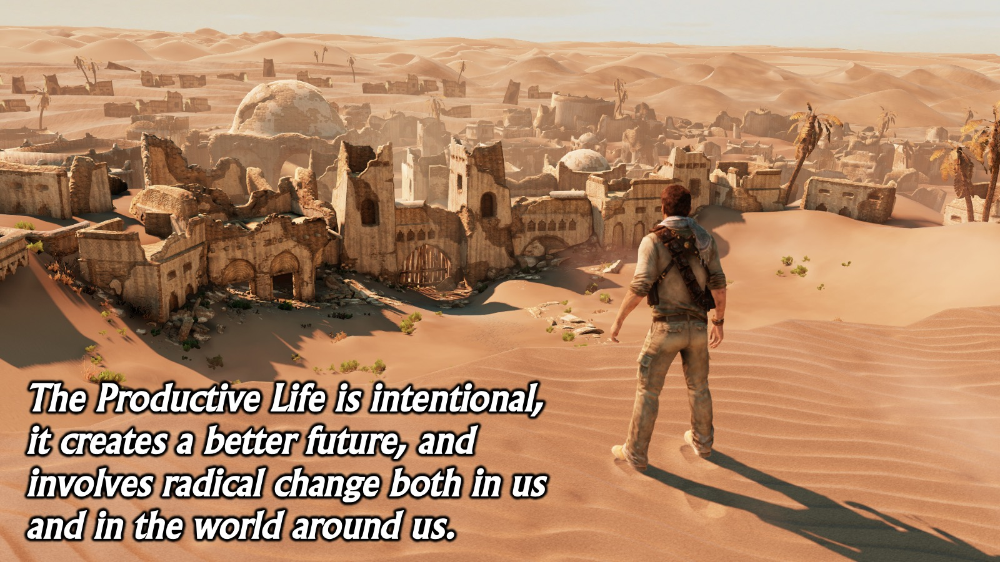 The Productive Life is intentional,
it creates a better future, and
involves radical change both in us
and in the world around us.